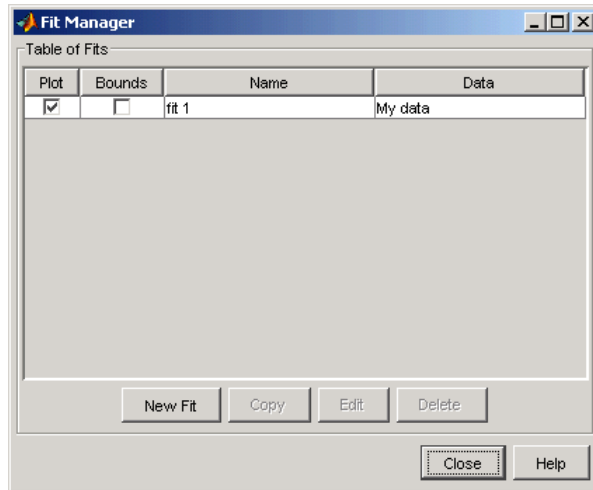 Fit Manager
Table of Fits
Plot Bounds Name Data
fit 1 My data
New Fit Copy Edit Delete
Close Help